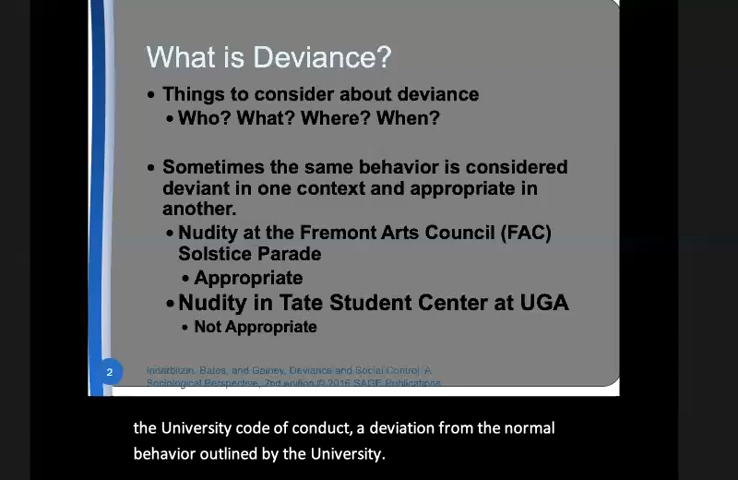 What is Deviance?
• Things to consider about deviance
• Who? What? Where? When?
• Sometimes the same behavior is considered
deviant in one context and appropriate in
another.
• Nudity at the Fremont Arts Council (FAC)
Solstice Parade
• Appropriate
• Nudity in Tate Student Center at UGA
• Not Appropriate
2
Inderbitzin, Bates, and Gainey, Deviance and Social Control: A
Sociological Perspective, 2nd edition © 2016 SAGE Publications
the University code of conduct, a deviation from the normal
behavior outlined by the University.